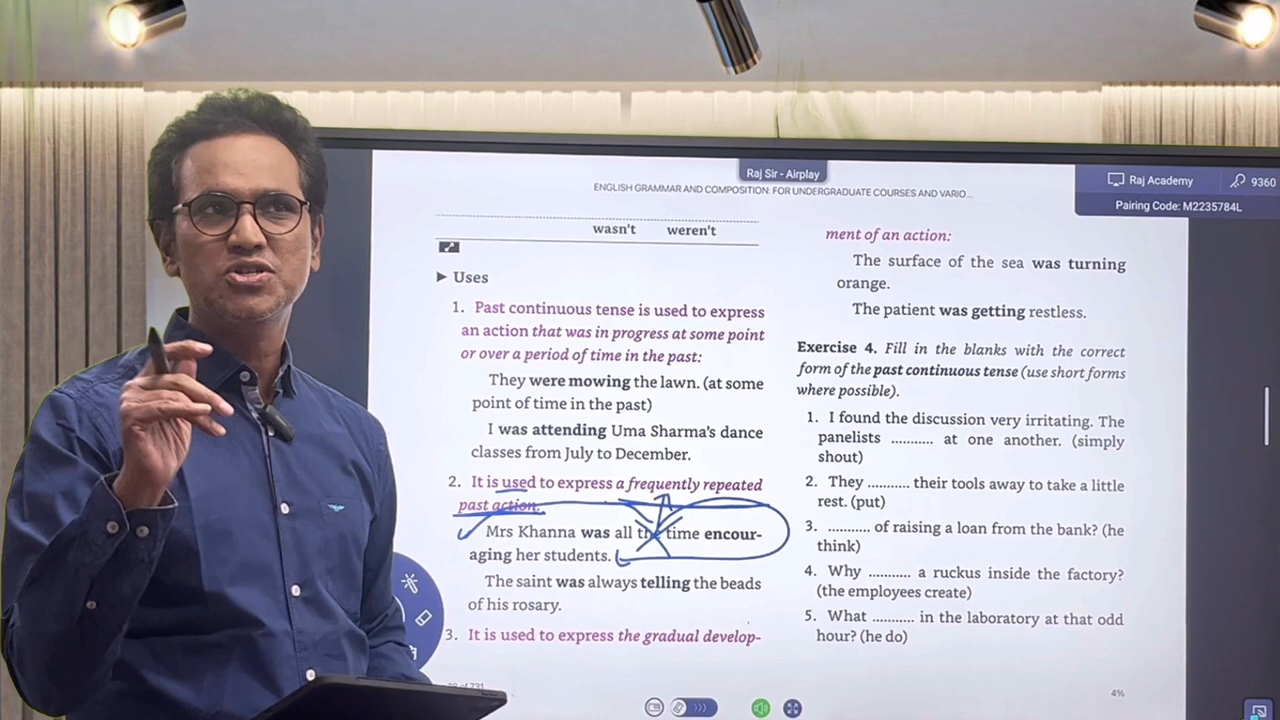 Raj Sir - Airplay
ENGLISH GRAMMAR AND COMPOSITION: FOR UNDERGRADUATE COURSES AND VARIO...
Raj Academy
9360
Pairing Code: M2235784L
wasn't weren't
► Uses
1. Past continuous tense is used to express
an action that was in progress at some point
or over a period of time in the past:
They were mowing the lawn. (at some
point of time in the past)
I was attending Uma Sharma's dance
classes from July to December.
2. It is used to express a frequently repeated
past action.
Mrs Khanna was all the time encour-
aging her students.
The saint was always telling the beads
of his rosary.
3. It is used to express the gradual develop-
ment of an action:
The surface of the sea was turning
orange.
The patient was getting restless.
Exercise 4. Fill in the blanks with the correct
form of the past continuous tense (use short forms
where possible).
1. I found the discussion very irritating. The
panelists ........... at one another. (simply
shout)
2. They ........... their tools away to take a little
rest. (put)
3. ........... of raising a loan from the bank? (he
think)
4. Why ........... a ruckus inside the factory?
(the employees create)
5. What ........... in the laboratory at that odd
hour? (he do)
of 731
4%